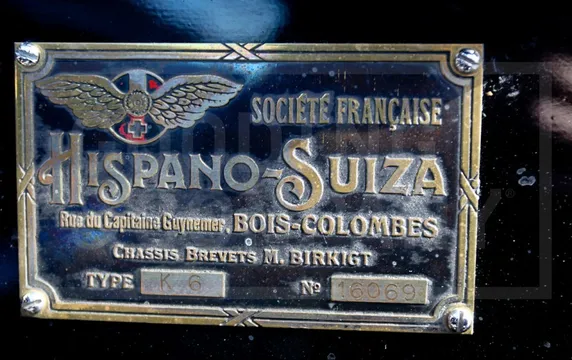 SOCIÉTÉ FRANÇAISE
HISPANO-SUIZA
Rue du Capitaine Guynemer, BOIS-COLOMBES
CHASSIS BREVETS M. BIRKIGT
TYPE K 6 No 16069